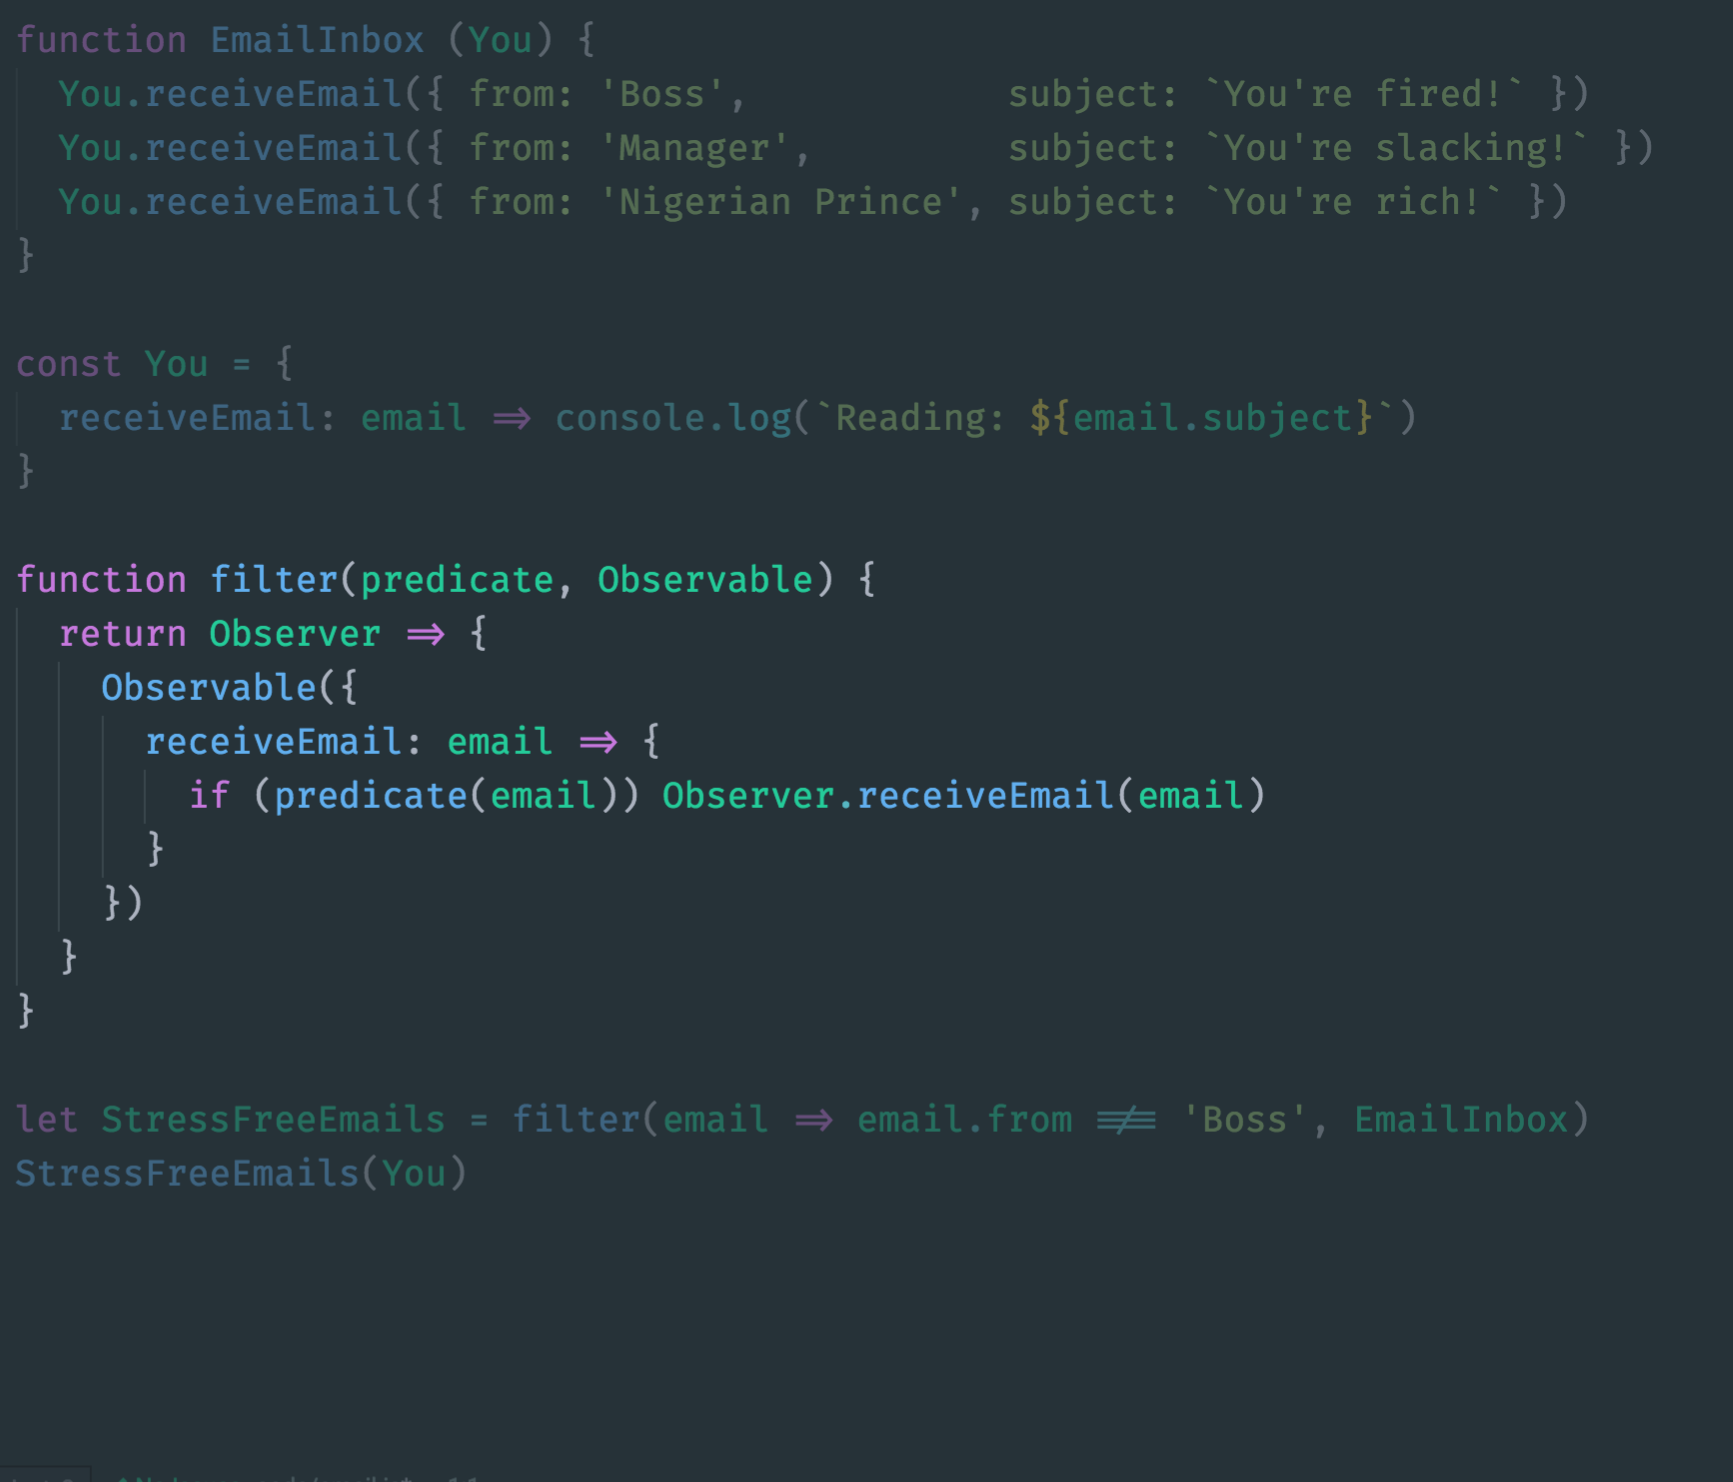 function EmailInbox (You) {
  You.receiveEmail({ from: 'Boss',            subject: `You're fired!` })
  You.receiveEmail({ from: 'Manager',         subject: `You're slacking!` })
  You.receiveEmail({ from: 'Nigerian Prince', subject: `You're rich!` })
}
const You = {
  receiveEmail: email => console.log(`Reading: ${email.subject}`)
}
function filter(predicate, Observable) {
  return Observer => {
    Observable({
      receiveEmail: email => {
        if (predicate(email)) Observer.receiveEmail(email)
      }
    })
  }
}
let StressFreeEmails = filter(email => email.from !== 'Boss', EmailInbox)
StressFreeEmails(You)